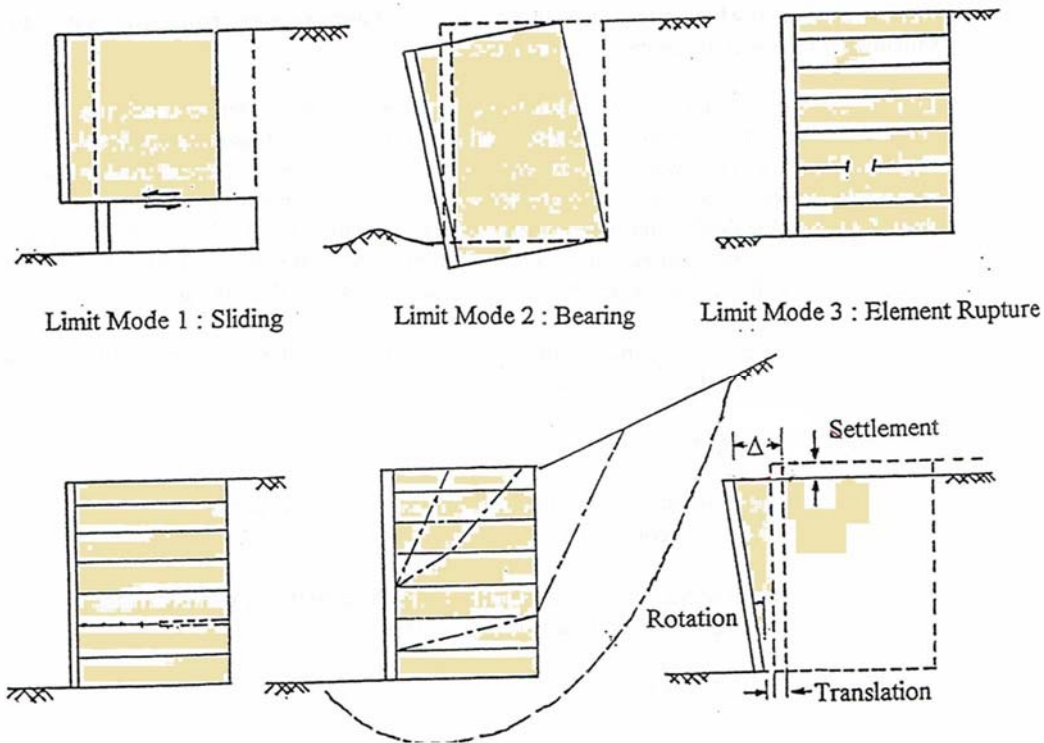 Limit Mode 1 : Sliding
Limit Mode 2 : Bearing
Limit Mode 3 : Element Rupture
Δ
Settlement
Rotation
Translation